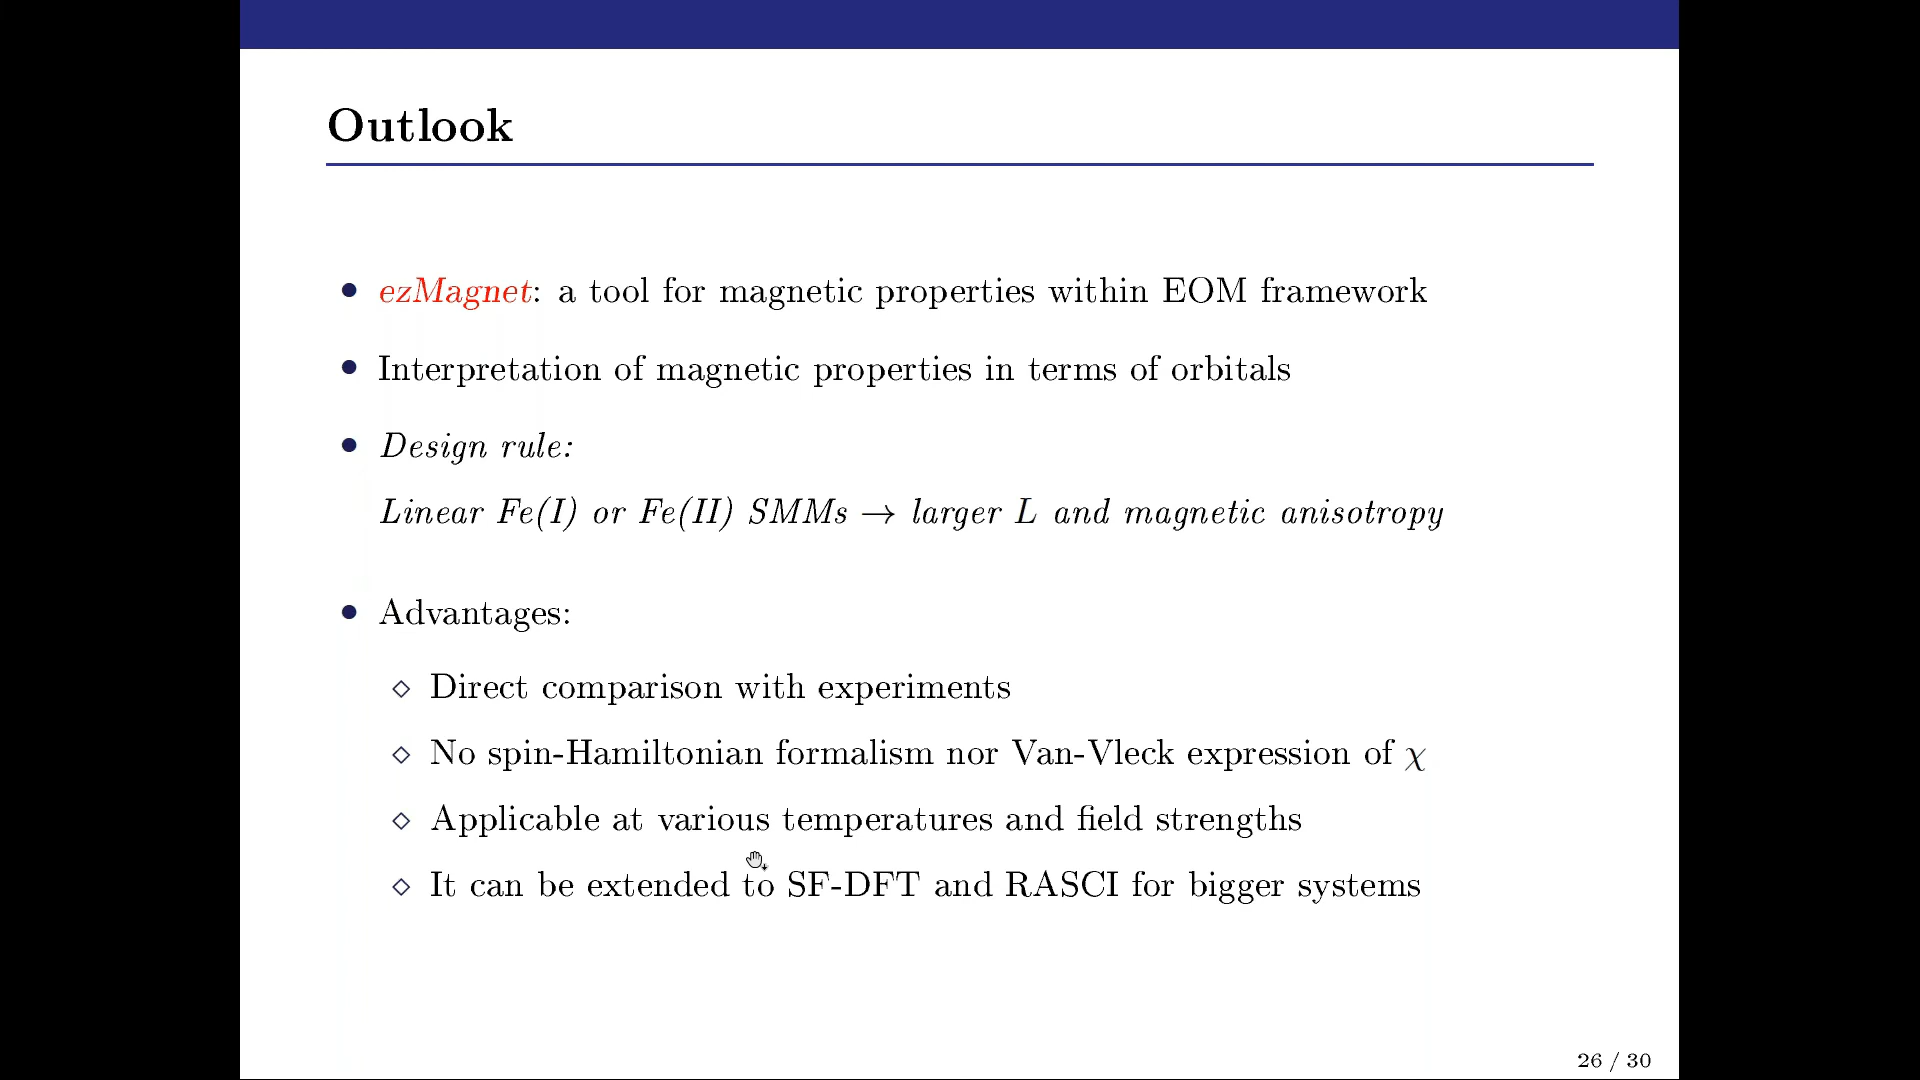 Outlook
• ezMagnet: a tool for magnetic properties within EOM framework
• Interpretation of magnetic properties in terms of orbitals
• Design rule:
Linear Fe(I) or Fe(II) SMMs → larger L and magnetic anisotropy
• Advantages:
◇ Direct comparison with experiments
◇ No spin-Hamiltonian formalism nor Van-Vleck expression of χ
◇ Applicable at various temperatures and field strengths
◇ It can be extended to SF-DFT and RASCI for bigger systems
26 / 30